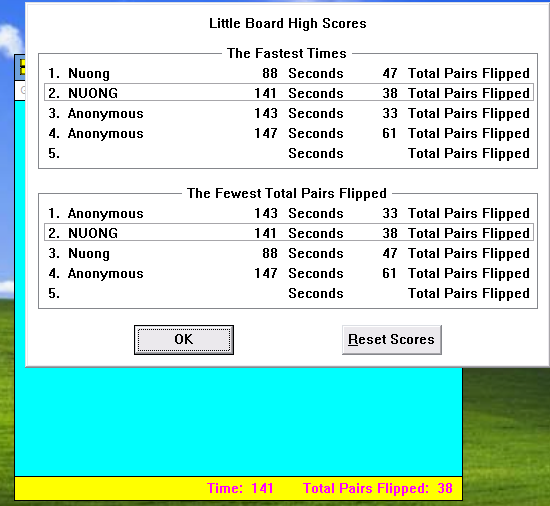 Little Board High Scores
The Fastest Times
1. Nuong 88 Seconds 47 Total Pairs Flipped
2. NUONG 141 Seconds 38 Total Pairs Flipped
3. Anonymous 143 Seconds 33 Total Pairs Flipped
4. Anonymous 147 Seconds 61 Total Pairs Flipped
5. Seconds Total Pairs Flipped
The Fewest Total Pairs Flipped
1. Anonymous 143 Seconds 33 Total Pairs Flipped
2. NUONG 141 Seconds 38 Total Pairs Flipped
3. Nuong 88 Seconds 47 Total Pairs Flipped
4. Anonymous 147 Seconds 61 Total Pairs Flipped
5. Seconds Total Pairs Flipped
OK Reset Scores
Time: 141 Total Pairs Flipped: 38